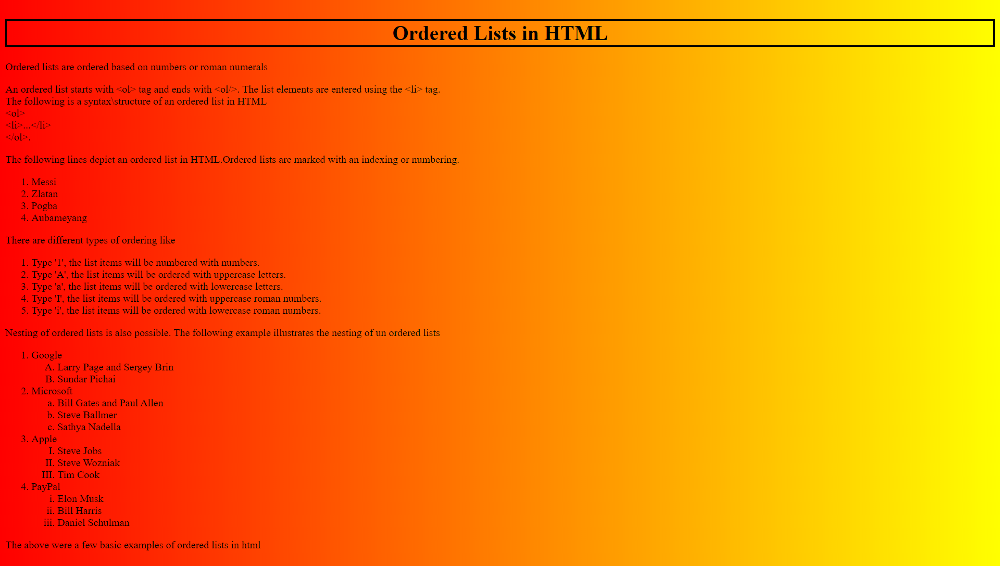 Ordered Lists in HTML
Ordered lists are ordered based on numbers or roman numerals
An ordered list starts with <ol> tag and ends with <ol/>. The list elements are entered using the <li> tag.
The following is a syntax\structure of an ordered list in HTML
<ol>
<li>...</li>
</ol>.
The following lines depict an ordered list in HTML.Ordered lists are marked with an indexing or numbering.
1. Messi
2. Zlatan
3. Pogba
4. Aubameyang
There are different types of ordering like
1. Type '1', the list items will be numbered with numbers.
2. Type 'A', the list items will be ordered with uppercase letters.
3. Type 'a', the list items will be ordered with lowercase letters.
4. Type 'I', the list items will be ordered with uppercase roman numbers.
5. Type 'i', the list items will be ordered with lowercase roman numbers.
Nesting of ordered lists is also possible. The following example illustrates the nesting of un ordered lists
1. Google
A. Larry Page and Sergey Brin
B. Sundar Pichai
2. Microsoft
a. Bill Gates and Paul Allen
b. Steve Ballmer
c. Sathya Nadella
3. Apple
I. Steve Jobs
II. Steve Wozniak
III. Tim Cook
4. PayPal
i. Elon Musk
ii. Bill Harris
iii. Daniel Schulman
The above were a few basic examples of ordered lists in html